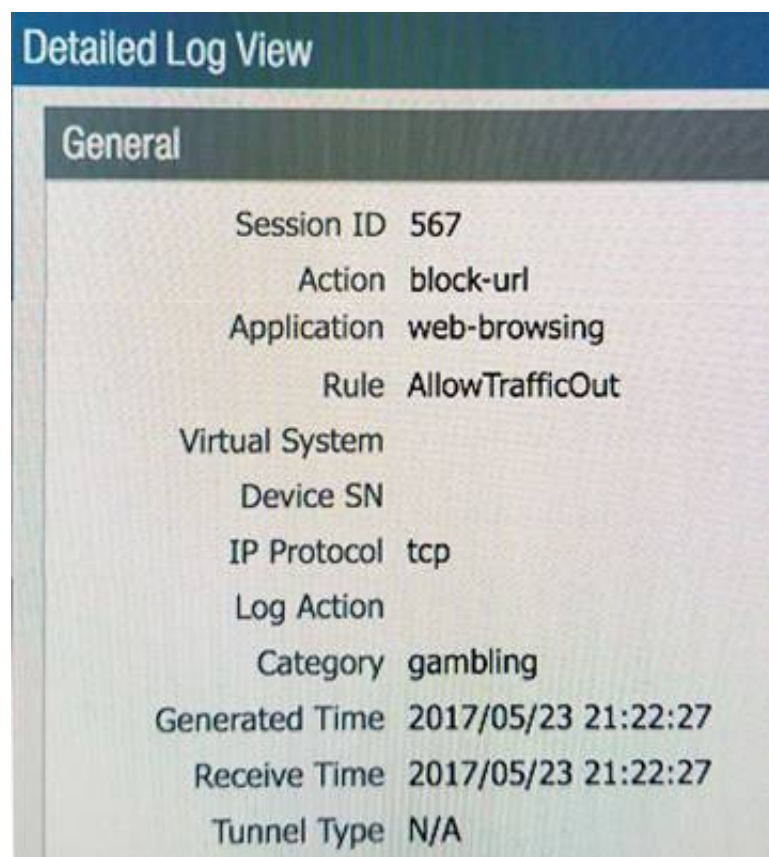 Detailed Log View
General
Session ID 567
Action block-url
Application web-browsing
Rule AllowTrafficOut
Virtual System
Device SN
IP Protocol tcp
Log Action
Category gambling
Generated Time 2017/05/23 21:22:27
Receive Time 2017/05/23 21:22:27
Tunnel Type N/A